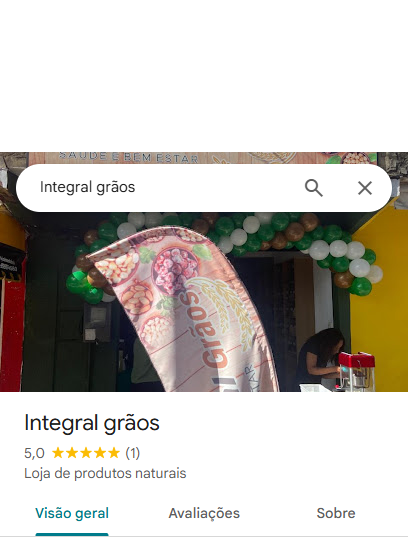 SAÚDE E BEM ESTAR
Integral grãos
Grãos
Integral grãos
5,0 ★★★★★ (1)
Loja de produtos naturais
Visão geral
Avaliações
Sobre